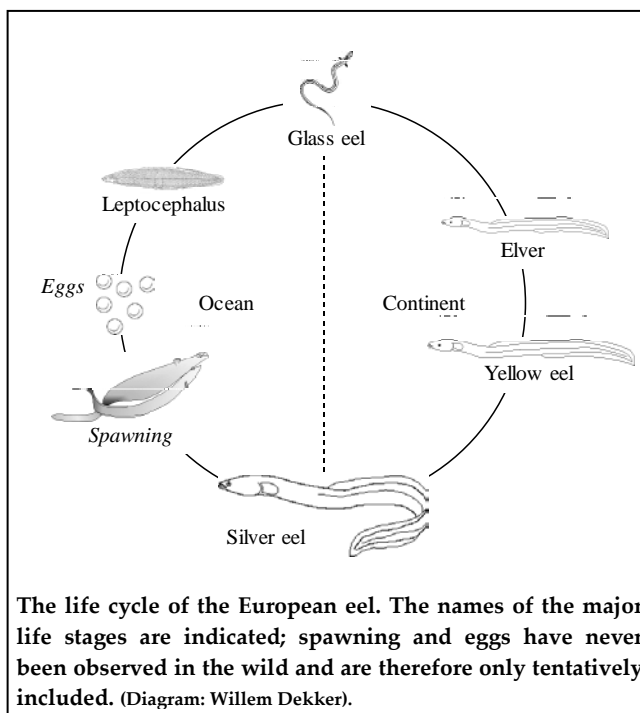 Glass eel
Leptocephalus
Elver
Eggs
Ocean
Continent
Yellow eel
Spawning
Silver eel
The life cycle of the European eel. The names of the major
life stages are indicated; spawning and eggs have never
been observed in the wild and are therefore only tentatively
included. (Diagram: Willem Dekker).